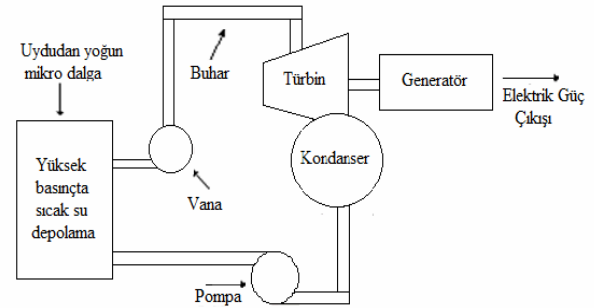 Uydudan yoğun
mikro dalga
Buhar
Türbin
Generatör
Elektrik Güç
Çıkışı
Yüksek
basınçta
sıcak su
depolama
Vana
Kondanser
Pompa